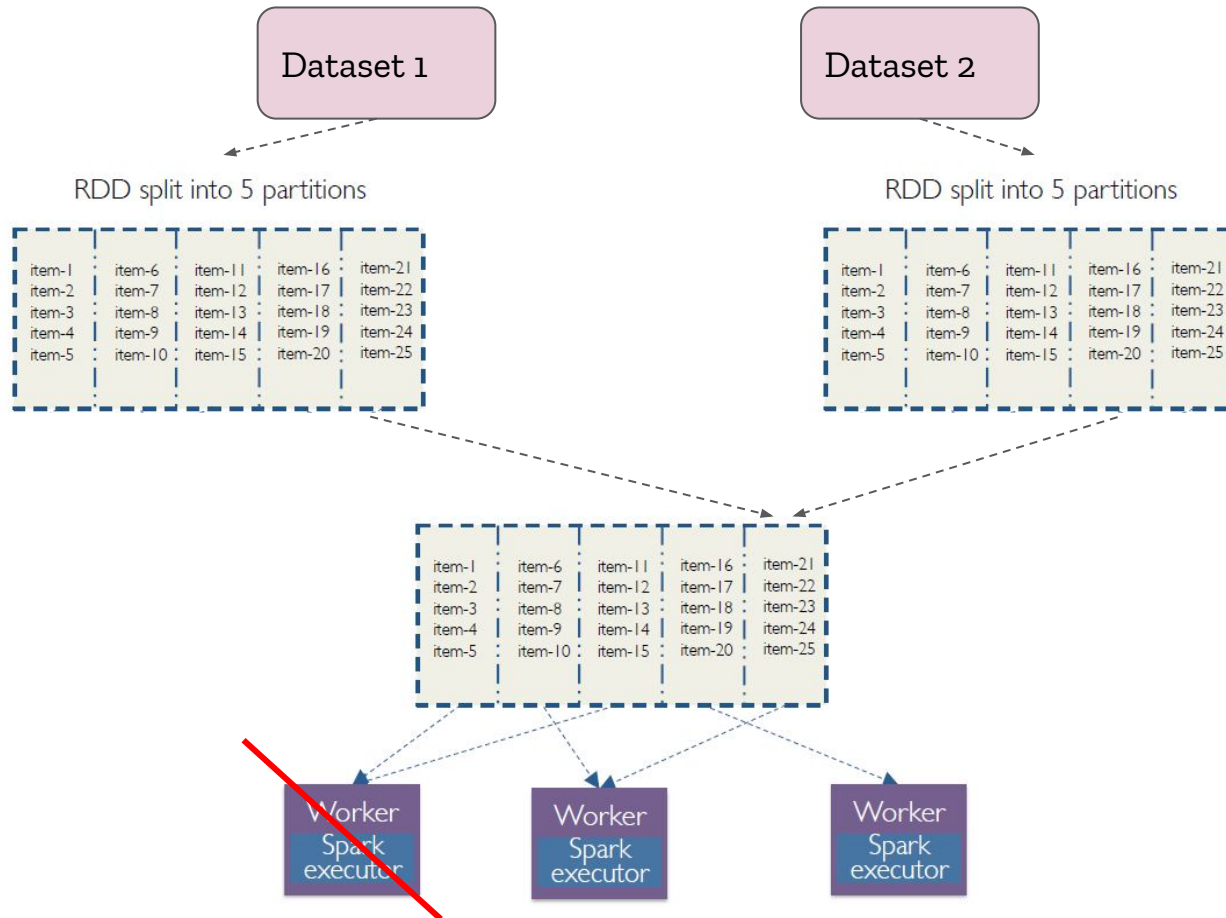 Dataset 1
Dataset 2
RDD split into 5 partitions
RDD split into 5 partitions
item-1 item-6 item-11 item-16 item-21
item-2 item-7 item-12 item-17 item-22
item-3 item-8 item-13 item-18 item-23
item-4 item-9 item-14 item-19 item-24
item-5 item-10 item-15 item-20 item-25
item-1 item-6 item-11 item-16 item-21
item-2 item-7 item-12 item-17 item-22
item-3 item-8 item-13 item-18 item-23
item-4 item-9 item-14 item-19 item-24
item-5 item-10 item-15 item-20 item-25
item-1 item-6 item-11 item-16 item-21
item-2 item-7 item-12 item-17 item-22
item-3 item-8 item-13 item-18 item-23
item-4 item-9 item-14 item-19 item-24
item-5 item-10 item-15 item-20 item-25
Worker
Spark
executor
Worker
Spark
executor
Worker
Spark
executor